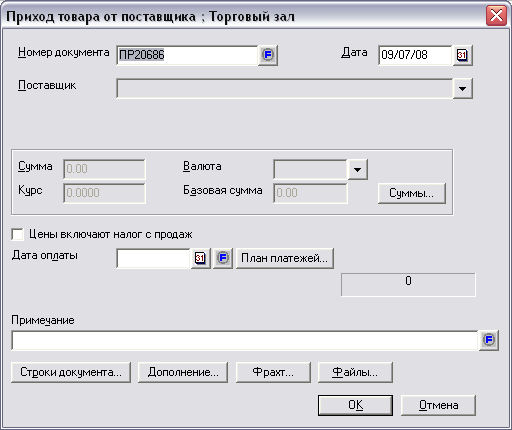 Приход товара от поставщика ; Торговый зал
Номер документа ПР20686 F Дата 09/07/08 31
Поставщик
Сумма 0.00 Валюта
Курс 0.0000 Базовая сумма 0.00 Суммы...
Цены включают налог с продаж
Дата оплаты 31 F План платежей...
0
Примечание
F
Строки документа... Дополнение... Фрахт... Файлы...
OK Отмена